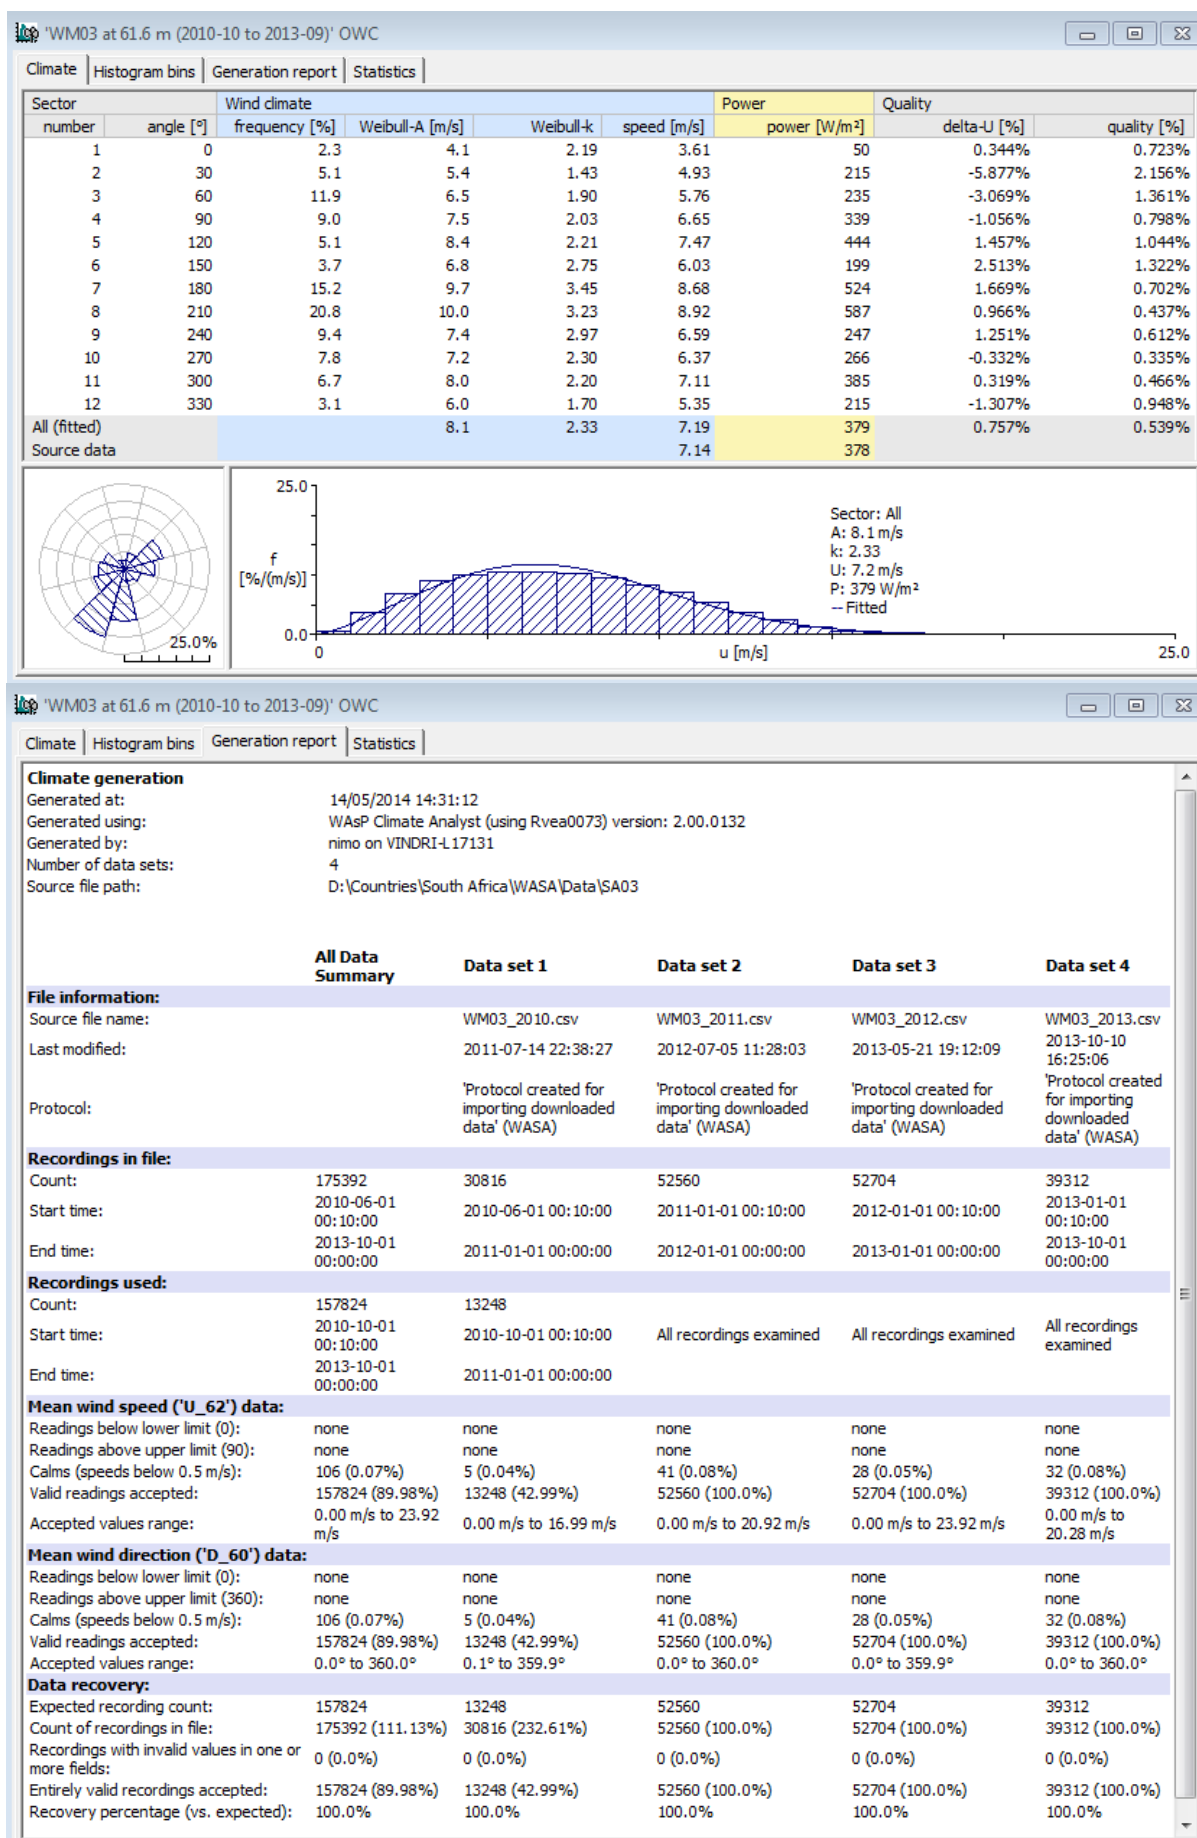 'WM03 at 61.6 m (2010-10 to 2013-09)' OWC
Climate Histogram bins Generation report Statistics
Sector Wind climate Power Quality
number angle [°] frequency [%] Weibull-A [m/s] Weibull-k speed [m/s] power [W/m²] delta-U [%] quality [%]
1 0 2.3 4.1 2.19 3.61 50 0.344% 0.723%
2 30 5.1 5.4 1.43 4.93 215 -5.877% 2.156%
3 60 11.9 6.5 1.90 5.76 235 -3.069% 1.361%
4 90 9.0 7.5 2.03 6.65 339 -1.056% 0.798%
5 120 5.1 8.4 2.21 7.47 444 1.457% 1.044%
6 150 3.7 6.8 2.75 6.03 199 2.513% 1.322%
7 180 15.2 9.7 3.45 8.68 524 1.669% 0.702%
8 210 20.8 10.0 3.23 8.92 587 0.966% 0.437%
9 240 9.4 7.4 2.97 6.59 247 1.251% 0.612%
10 270 7.8 7.2 2.30 6.37 266 -0.332% 0.335%
11 300 6.7 8.0 2.20 7.11 385 0.319% 0.466%
12 330 3.1 6.0 1.70 5.35 215 -1.307% 0.948%
All (fitted) 8.1 2.33 7.19 379 0.757% 0.539%
Source data 7.14 378
25.0%
25.0
f
[%/(m/s)]
0.0
0
u [m/s]
25.0
Sector: All
A: 8.1 m/s
k: 2.33
U: 7.2 m/s
P: 379 W/m²
-- Fitted
'WM03 at 61.6 m (2010-10 to 2013-09)' OWC
Climate Histogram bins Generation report Statistics
Climate generation
Generated at: 14/05/2014 14:31:12
Generated using: WAsP Climate Analyst (using Rvea0073) version: 2.00.0132
Generated by: nimo on VINDRI-L17131
Number of data sets: 4
Source file path: D:\Countries\South Africa\WASA\Data\SA03
All Data Summary Data set 1 Data set 2 Data set 3 Data set 4
File information:
Source file name: WM03_2010.csv WM03_2011.csv WM03_2012.csv WM03_2013.csv
Last modified: 2011-07-14 22:38:27 2012-07-05 11:28:03 2013-05-21 19:12:09 2013-10-10 16:25:06
Protocol: 'Protocol created for importing downloaded data' (WASA) 'Protocol created for importing downloaded data' (WASA) 'Protocol created for importing downloaded data' (WASA) 'Protocol created for importing downloaded data' (WASA)
Recordings in file:
Count: 175392 30816 52560 52704 39312
Start time: 2010-06-01 00:10:00 2010-06-01 00:10:00 2011-01-01 00:10:00 2012-01-01 00:10:00 2013-01-01 00:10:00
End time: 2013-10-01 00:00:00 2011-01-01 00:00:00 2012-01-01 00:00:00 2013-01-01 00:00:00 2013-10-01 00:00:00
Recordings used:
Count: 157824 13248
Start time: 2010-10-01 00:10:00 2010-10-01 00:10:00 All recordings examined All recordings examined All recordings examined
End time: 2013-10-01 00:00:00 2011-01-01 00:00:00
Mean wind speed ('U_62') data:
Readings below lower limit (0): none none none none none
Readings above upper limit (90): none none none none none
Calms (speeds below 0.5 m/s): 106 (0.07%) 5 (0.04%) 41 (0.08%) 28 (0.05%) 32 (0.08%)
Valid readings accepted: 157824 (89.98%) 13248 (42.99%) 52560 (100.0%) 52704 (100.0%) 39312 (100.0%)
Accepted values range: 0.00 m/s to 23.92 m/s 0.00 m/s to 16.99 m/s 0.00 m/s to 20.92 m/s 0.00 m/s to 23.92 m/s 0.00 m/s to 20.28 m/s
Mean wind direction ('D_60') data:
Readings below lower limit (0): none none none none none
Readings above upper limit (360): none none none none none
Calms (speeds below 0.5 m/s): 106 (0.07%) 5 (0.04%) 41 (0.08%) 28 (0.05%) 32 (0.08%)
Valid readings accepted: 157824 (89.98%) 13248 (42.99%) 52560 (100.0%) 52704 (100.0%) 39312 (100.0%)
Accepted values range: 0.0° to 360.0° 0.1° to 359.9° 0.0° to 360.0° 0.0° to 359.9° 0.0° to 360.0°
Data recovery:
Expected recording count: 157824 13248 52560 52704 39312
Count of recordings in file: 175392 (111.13%) 30816 (232.61%) 52560 (100.0%) 52704 (100.0%) 39312 (100.0%)
Recordings with invalid values in one or more fields: 0 (0.0%) 0 (0.0%) 0 (0.0%) 0 (0.0%) 0 (0.0%)
Entirely valid recordings accepted: 157824 (89.98%) 13248 (42.99%) 52560 (100.0%) 52704 (100.0%) 39312 (100.0%)
Recovery percentage (vs. expected): 100.0% 100.0% 100.0% 100.0% 100.0%